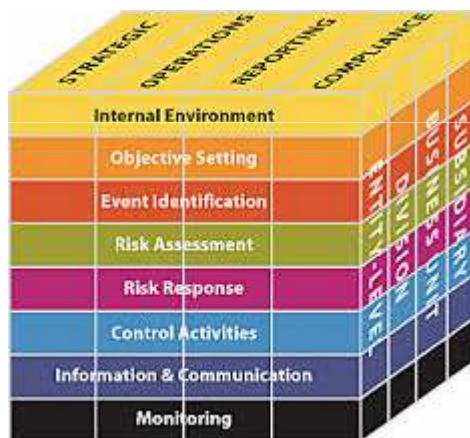 STRATEGIC
OPERATIONS
REPORTING
COMPLIANCE
Internal Environment
Objective Setting
Event Identification
Risk Assessment
Risk Response
Control Activities
Information & Communication
Monitoring
ENTITY-LEVEL
DIVISION
BUSINESS UNIT
SUBSIDIARY